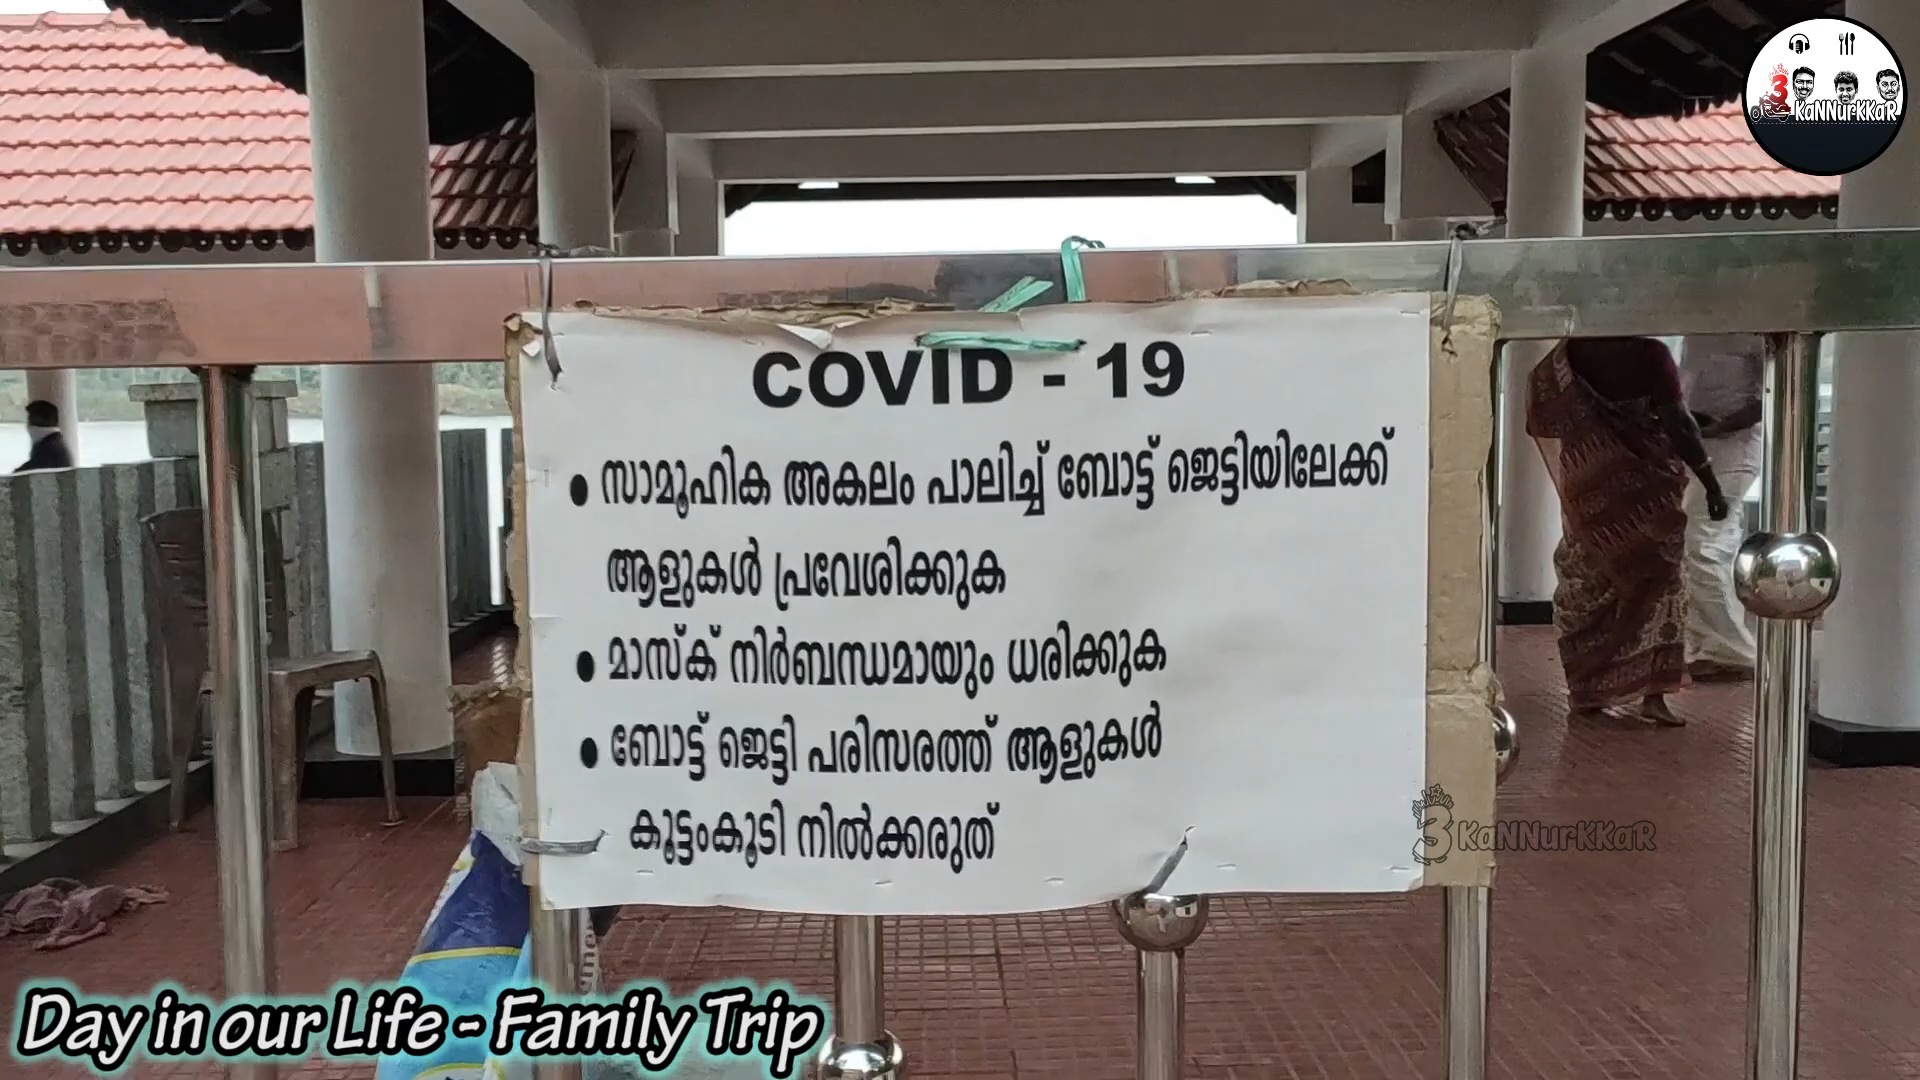 3
KaNNurKKaR
COVID - 19
• സാമൂഹിക അകലം പാലിച്ച് ബോട്ട് ജെട്ടിയിലേക്ക്
ആളുകൾ പ്രവേശിക്കുക
• മാസ്ക് നിർബന്ധമായും ധരിക്കുക
• ബോട്ട് ജെട്ടി പരിസരത്ത് ആളുകൾ
കൂട്ടംകൂടി നിൽക്കരുത്
3 KaNNurKKaR
Day in our Life - Family Trip